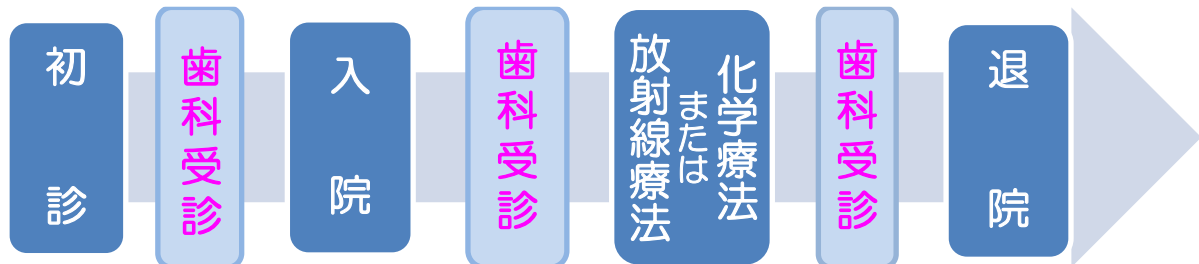 初診
歯科受診
入院
歯科受診
化学療法
または
放射線療法
歯科受診
退院